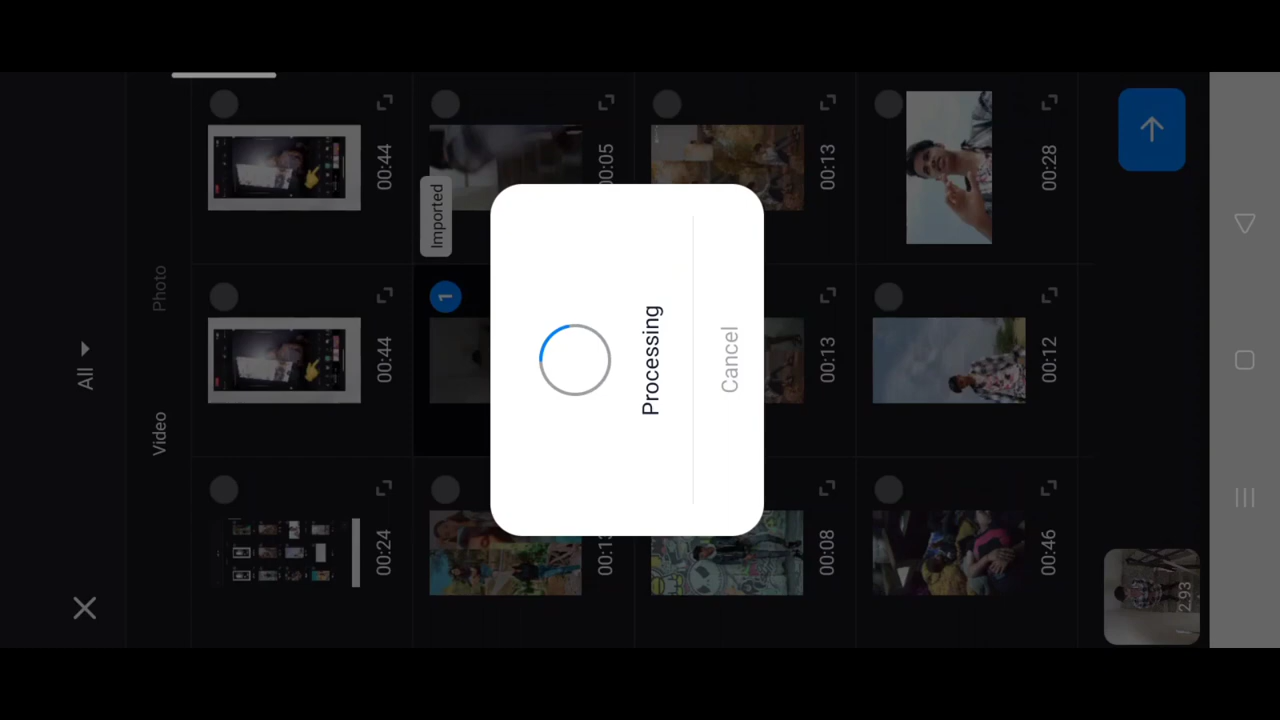 All
Video Photo
00:24 00:44 00:44
1 Imported
00:05
Processing
Cancel
00:08 00:13 00:13
00:46 00:12 00:28
2.93